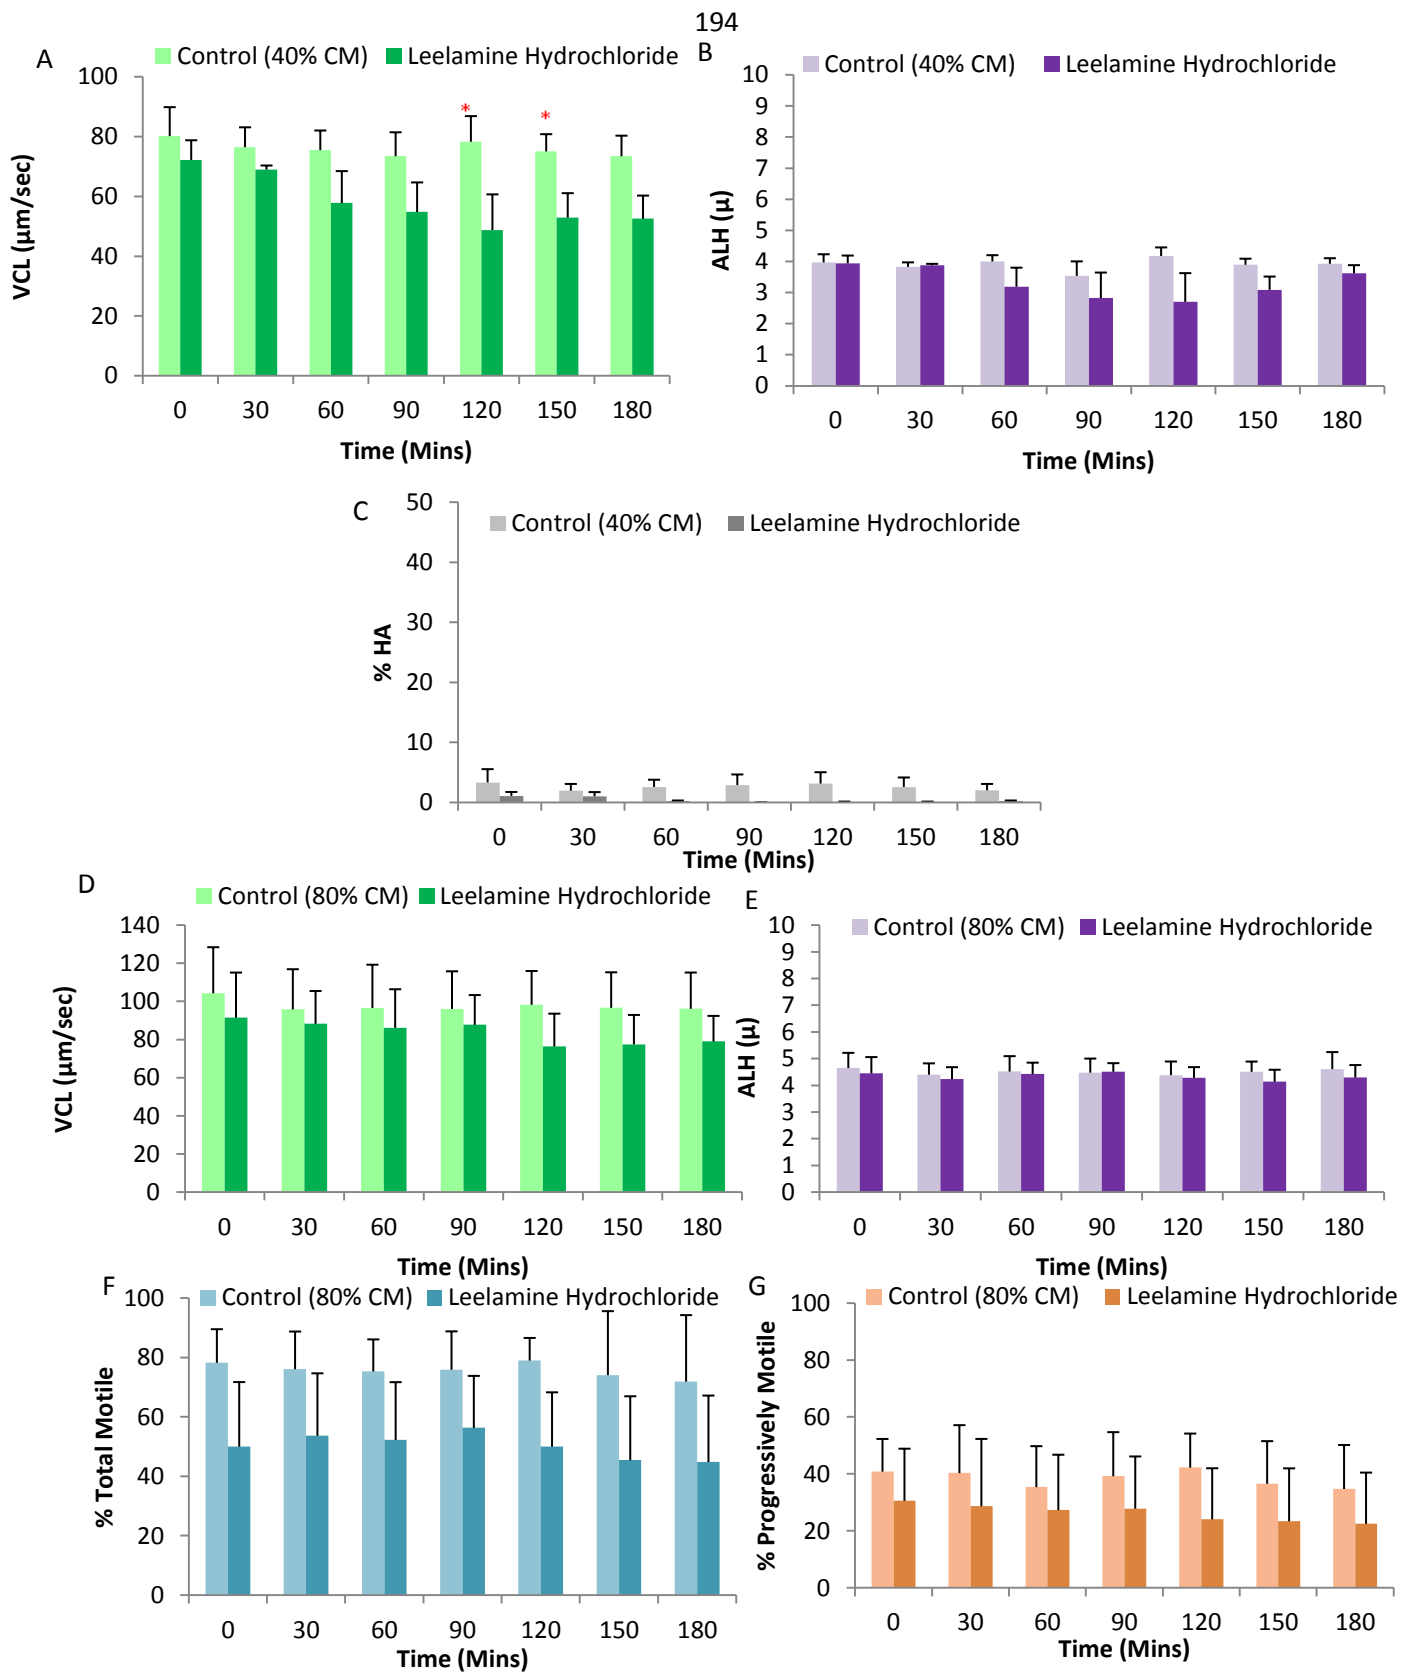 194
A
Control (40% CM) Leelamine Hydrochloride
100
80
60
40
20
0
VCL (µm/sec)
* *
0 30 60 90 120 150 180
Time (Mins)
B
Control (40% CM) Leelamine Hydrochloride
10
9
8
7
6
5
4
3
2
1
0
ALH (µ)
0 30 60 90 120 150 180
Time (Mins)
C
Control (40% CM) Leelamine Hydrochloride
50
40
30
20
10
0
% HA
0 30 60 90 120 150 180
Time (Mins)
D
Control (80% CM) Leelamine Hydrochloride
140
120
100
80
60
40
20
0
VCL (µm/sec)
0 30 60 90 120 150 180
Time (Mins)
E
Control (80% CM) Leelamine Hydrochloride
10
9
8
7
6
5
4
3
2
1
0
ALH (µ)
0 30 60 90 120 150 180
Time (Mins)
F
Control (80% CM) Leelamine Hydrochloride
100
80
60
40
20
0
% Total Motile
0 30 60 90 120 150 180
Time (Mins)
G
Control (80% CM) Leelamine Hydrochloride
100
80
60
40
20
0
% Progressively Motile
0 30 60 90 120 150 180
Time (Mins)